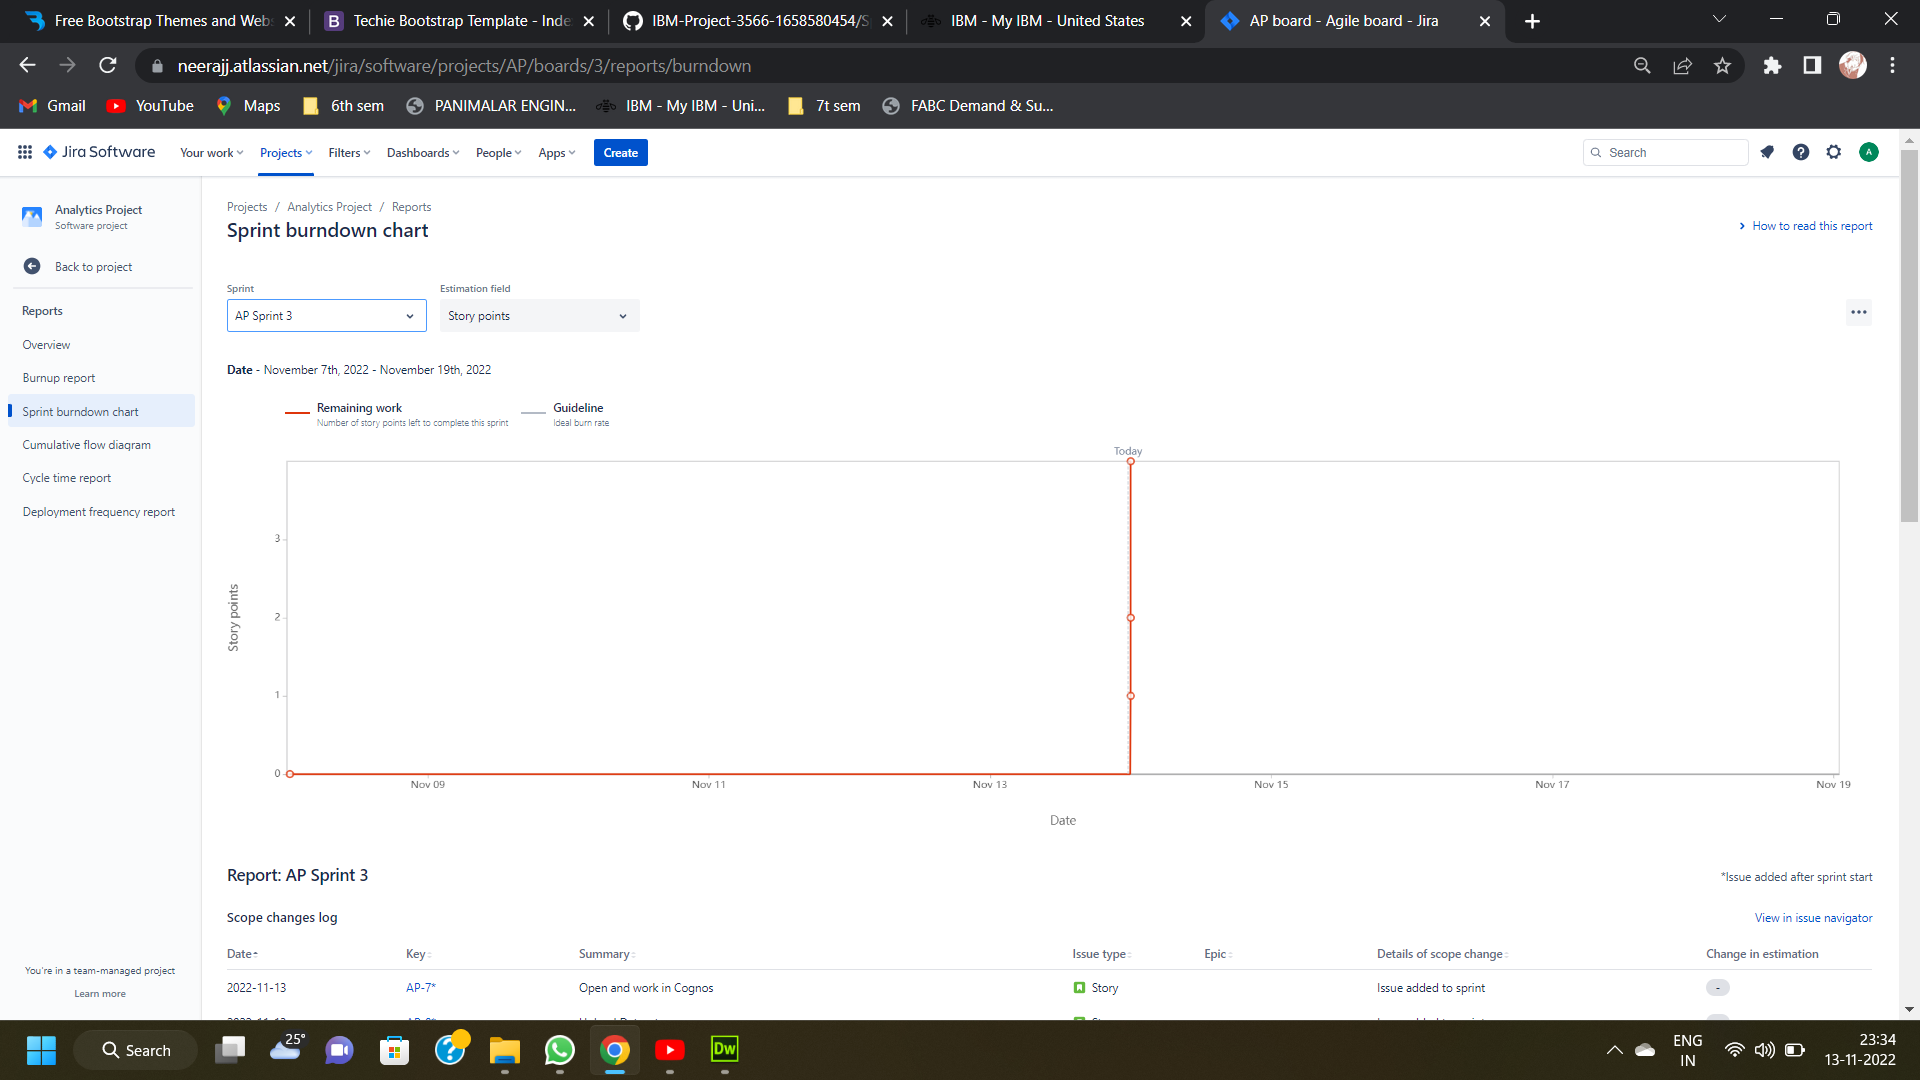 Free Bootstrap Themes and Webs
Techie Bootstrap Template - Inde
IBM-Project-3566-1658580454/S
IBM - My IBM - United States
AP board - Agile board - Jira
neerajj.atlassian.net/jira/software/projects/AP/boards/3/reports/burndown
Gmail
YouTube
Maps
6th sem
PANIMALAR ENGIN...
IBM - My IBM - Uni...
7t sem
FABC Demand & Su...
Jira Software
Your work
Projects
Filters
Dashboards
People
Apps
Create
Search
A
Analytics Project
Software project
Back to project
Reports
Overview
Burnup report
Sprint burndown chart
Cumulative flow diagram
Cycle time report
Deployment frequency report
You're in a team-managed project
Learn more
Projects / Analytics Project / Reports
Sprint burndown chart
How to read this report
Sprint
Estimation field
AP Sprint 3
Story points
Date - November 7th, 2022 - November 19th, 2022
Remaining work
Number of story points left to complete this sprint
Guideline
Ideal burn rate
Today
3
2
1
0
Story points
Nov 09
Nov 11
Nov 13
Nov 15
Nov 17
Nov 19
Date
Report: AP Sprint 3
*Issue added after sprint start
Scope changes log
View in issue navigator
Date
Key
Summary
Issue type
Epic
Details of scope change
Change in estimation
2022-11-13
AP-7*
Open and work in Cognos
Story
Issue added to sprint
-
Search
25°
Dw
ENG
IN
23:34
13-11-2022